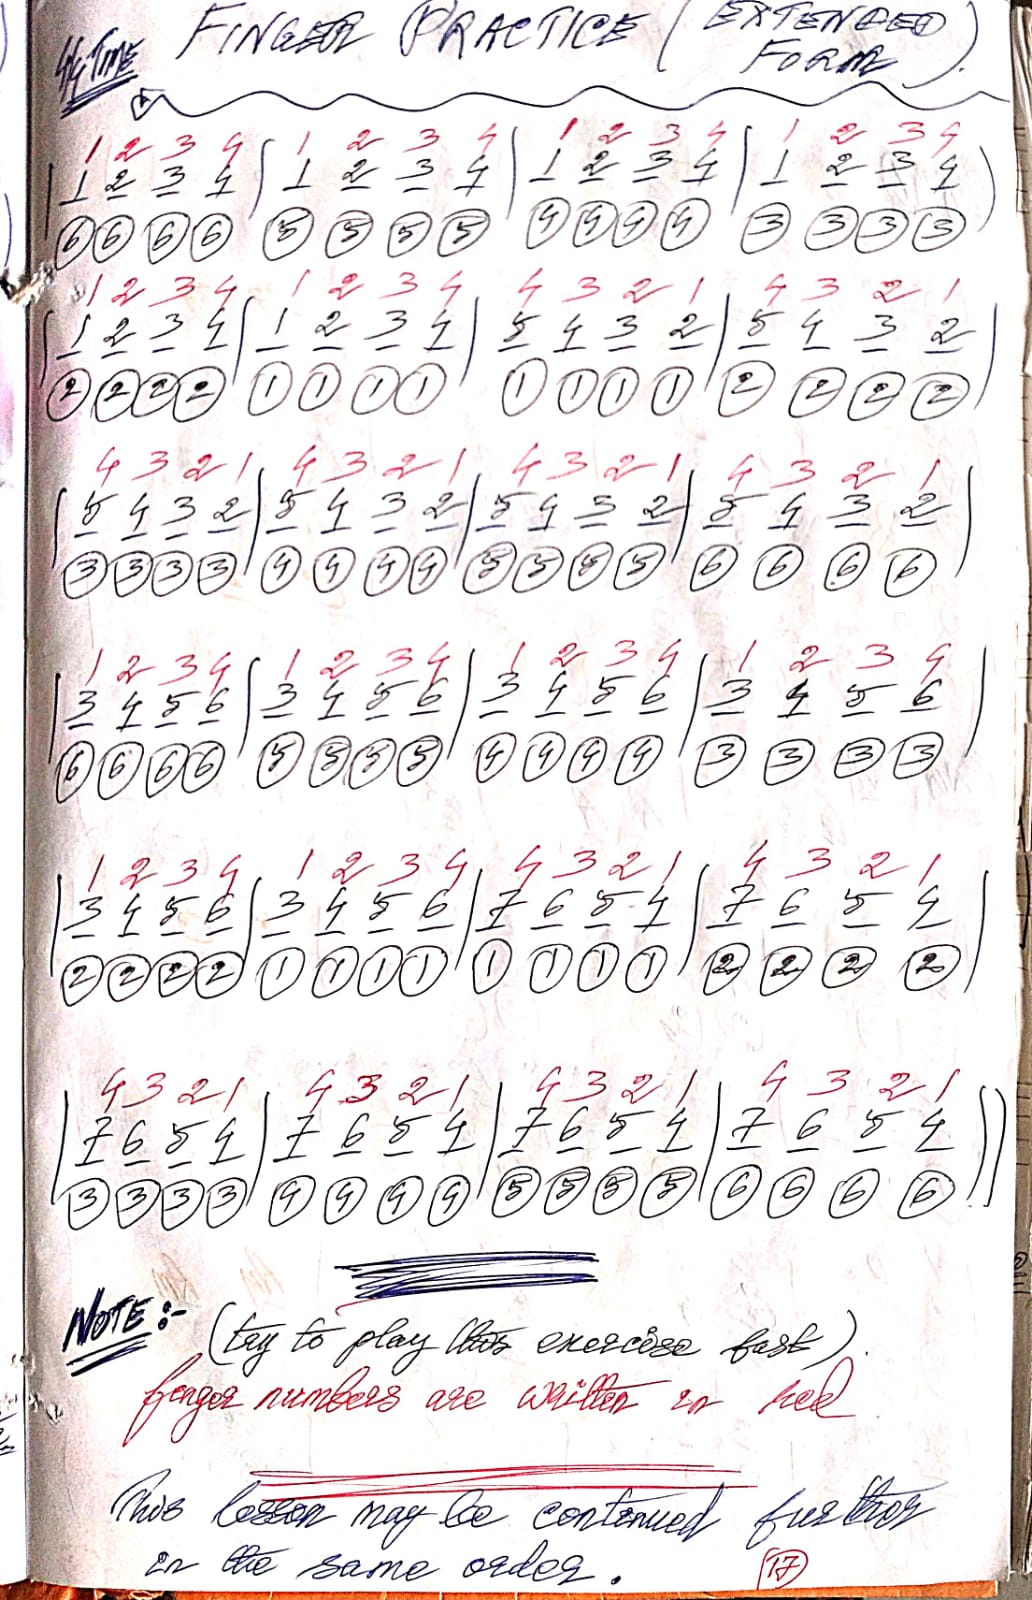 4/4 TIME FINGER PRACTICE ( EXTENDED
FORM ).
1 2 3 4 1 2 3 4 1 2 3 4 1 2 3 4
| 1 2 3 4 | 1 2 3 4 | 1 2 3 4 | 1 2 3 4 |
6 6 6 6 5 5 5 5 4 4 4 4 3 3 3 3
1 2 3 4 1 2 3 4 4 3 2 1 4 3 2 1
| 1 2 3 4 | 1 2 3 4 | 5 4 3 2 | 5 4 3 2 |
2 2 2 2 1 1 1 1 1 1 1 1 2 2 2 2
4 3 2 1 4 3 2 1 4 3 2 1 4 3 2 1
| 5 4 3 2 | 5 4 3 2 | 5 4 3 2 | 5 4 3 2 |
3 3 3 3 4 4 4 4 5 5 5 5 6 6 6 6
1 2 3 4 1 2 3 4 1 2 3 4 1 2 3 4
| 3 4 5 6 | 3 4 5 6 | 3 4 5 6 | 3 4 5 6 |
6 6 6 6 5 5 5 5 4 4 4 4 3 3 3 3
1 2 3 4 1 2 3 4 4 3 2 1 4 3 2 1
| 3 4 5 6 | 3 4 5 6 | 7 6 5 4 | 7 6 5 4 |
2 2 2 2 1 1 1 1 1 1 1 1 2 2 2 2
4 3 2 1 4 3 2 1 4 3 2 1 4 3 2 1
| 7 6 5 4 | 7 6 5 4 | 7 6 5 4 | 7 6 5 4 ||
3 3 3 3 4 4 4 4 5 5 5 5 6 6 6 6
NOTE:- (try to play this exercise fast).
finger numbers are written in red
This lesson may be continued further
in the same order. 17